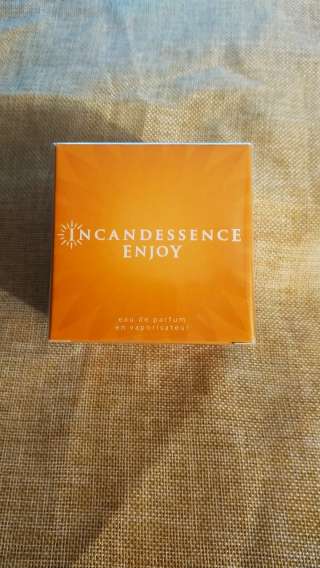 INCANDESSENCE
ENJOY
eau de parfum
en vaporisateur